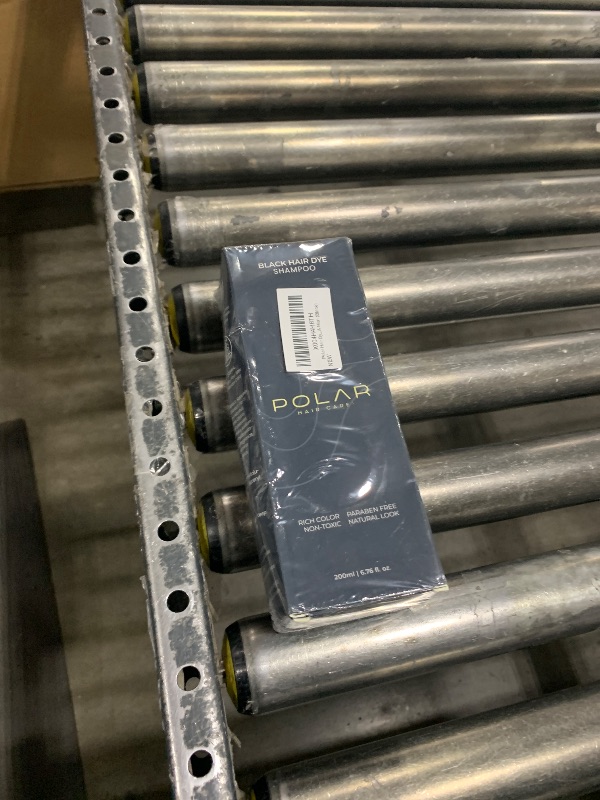 BLACK HAIR DYE
SHAMPOO
NEW
POLAR
HAIR CARE
RICH COLOR PARABEN FREE
NON-TOXIC NATURAL LOOK
200ml | 6.76 fl. oz.